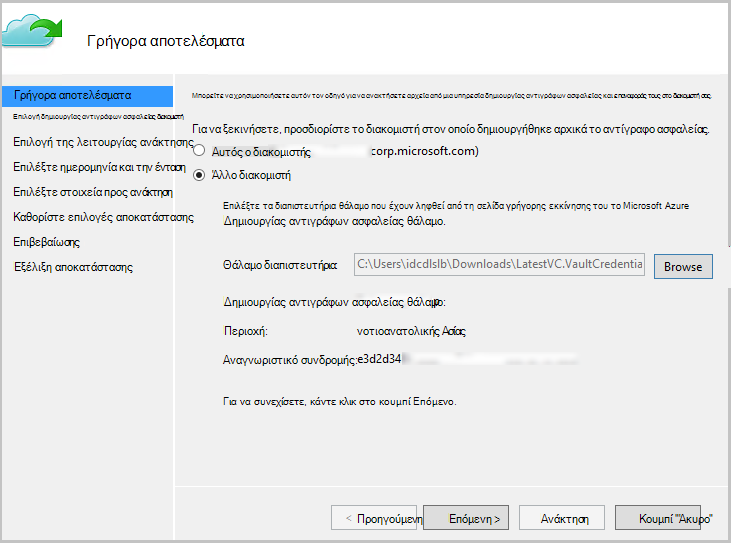 Γρήγορα αποτελέσματα
Γρήγορα αποτελέσματα
Επιλογή δημιουργίας αντιγράφων ασφαλείας διακομιστή
Επιλογή της λειτουργίας ανάκτησης
Επιλέξτε ημερομηνία και την ένταση
Επιλέξτε στοιχεία προς ανάκτηση
Καθορίστε επιλογές αποκατάστασης
Επιβεβαίωσης
Εξέλιξη αποκατάστασης
Μπορείτε να χρησιμοποιήσετε αυτόν τον οδηγό για να ανακτήσετε αρχεία από μια υπηρεσία δημιουργίας αντιγράφων ασφαλείας και επαναφοράς τους στο διακομιστή σας.
Για να ξεκινήσετε, προσδιορίστε το διακομιστή στον οποίο δημιουργήθηκε αρχικά το αντίγραφο ασφαλείας.
Αυτός ο διακομιστής corp.microsoft.com)
Άλλο διακομιστή
Επιλέξτε τα διαπιστευτήρια θάλαμο που έχουν ληφθεί από τη σελίδα γρήγορης εκκίνησης του το Microsoft Azure
Δημιουργίας αντιγράφων ασφαλείας θάλαμο.
Θάλαμο διαπιστευτήρια C:\Users\idcdlslb\Downloads\LatestVC.VaultCredentia Browse
Δημιουργίας αντιγράφων ασφαλείας θάλαμο:
Περιοχή: νοτιοανατολικής Ασίας
Αναγνωριστικό συνδρομής: e3d2d34
Για να συνεχίσετε, κάντε κλικ στο κουμπί Επόμενο.
< Προηγούμενη Επόμενη > Ανάκτηση Κουμπί "Άκυρο"